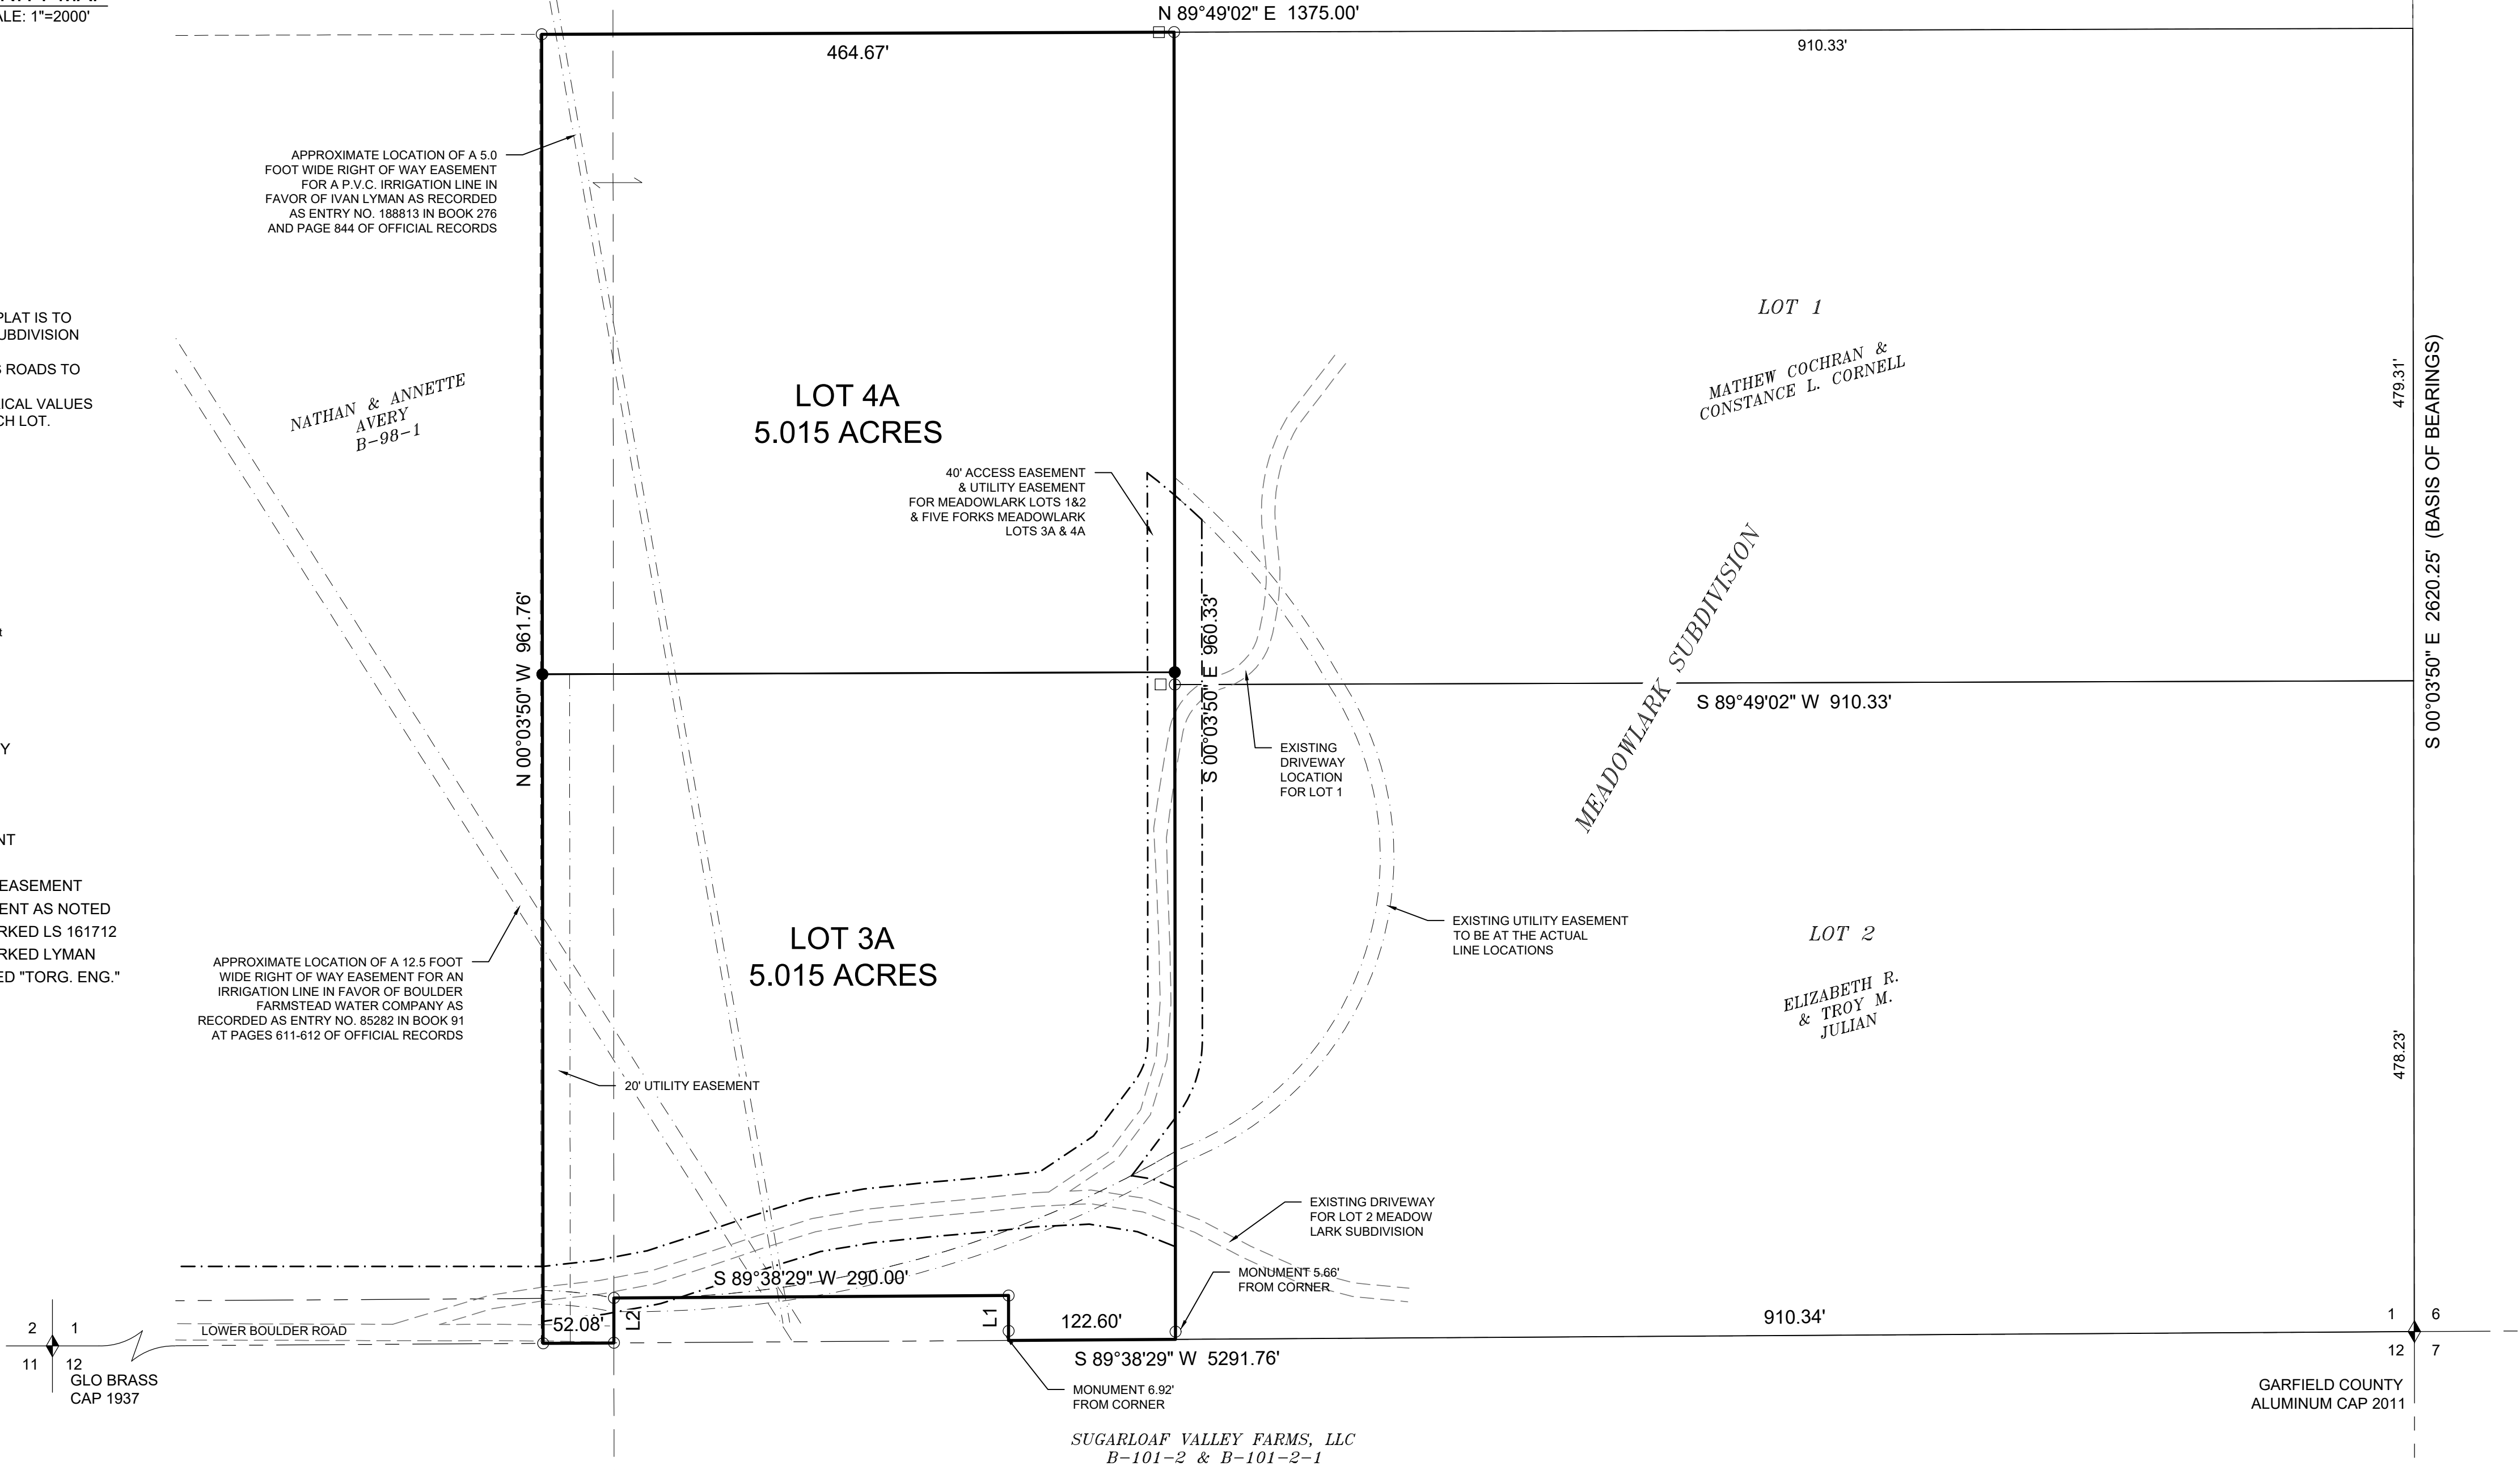 SCALE: 1"=2000'
N 89°49'02" E 1375.00'
464.67'
910.33'
APPROXIMATE LOCATION OF A 5.0
FOOT WIDE RIGHT OF WAY EASEMENT
FOR A P.V.C. IRRIGATION LINE IN
FAVOR OF IVAN LYMAN AS RECORDED
AS ENTRY NO. 188813 IN BOOK 276
AND PAGE 844 OF OFFICIAL RECORDS
PLAT IS TO
SUBDIVISION
ROADS TO
ICAL VALUES
CH LOT.
NATHAN & ANNETTE
AVERY
B-98-1
LOT 4A
5.015 ACRES
40' ACCESS EASEMENT
& UTILITY EASEMENT
FOR MEADOWLARK LOTS 1&2
& FIVE FORKS MEADOWLARK
LOTS 3A & 4A
LOT 1
MATHEW COCHRAN &
CONSTANCE L. CORNELL
479.31'
S 00°03'50" E 2620.25' (BASIS OF BEARINGS)
MEADOWLARK SUBDIVISION
N 00°03'50" W 961.76'
S 00°03'50" E 960.33'
S 89°49'02" W 910.33'
EXISTING
DRIVEWAY
LOCATION
FOR LOT 1
Y
NT
EASEMENT
ENT AS NOTED
RKED LS 161712
RKED LYMAN
ED "TORG. ENG."
APPROXIMATE LOCATION OF A 12.5 FOOT
WIDE RIGHT OF WAY EASEMENT FOR AN
IRRIGATION LINE IN FAVOR OF BOULDER
FARMSTEAD WATER COMPANY AS
RECORDED AS ENTRY NO. 85282 IN BOOK 91
AT PAGES 611-612 OF OFFICIAL RECORDS
LOT 3A
5.015 ACRES
EXISTING UTILITY EASEMENT
TO BE AT THE ACTUAL
LINE LOCATIONS
LOT 2
ELIZABETH R.
& TROY M.
JULIAN
478.23'
20' UTILITY EASEMENT
EXISTING DRIVEWAY
FOR LOT 2 MEADOW
LARK SUBDIVISION
S 89°38'29" W 290.00'
MONUMENT 5.66'
FROM CORNER
LOWER BOULDER ROAD
52.08'
L2
L1
122.60'
910.34'
2 1
11 12
GLO BRASS
CAP 1937
S 89°38'29" W 5291.76'
MONUMENT 6.92'
FROM CORNER
1 6
12 7
GARFIELD COUNTY
ALUMINUM CAP 2011
SUGARLOAF VALLEY FARMS, LLC
B-101-2 & B-101-2-1